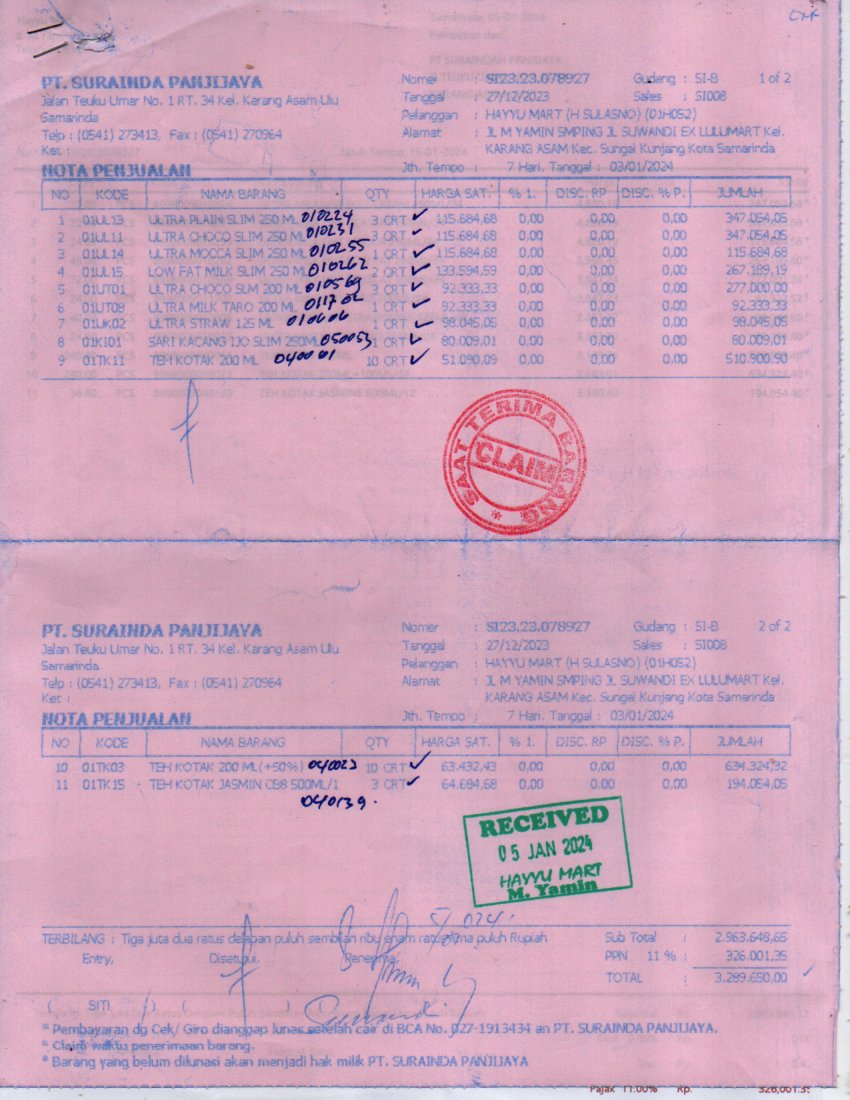 PT. SURAINDA PANJIJAYA
Jalan Teuku Umar No. 1 RT. 34 Kel. Karang Asam Ulu
Samarinda
Telp : (0541) 273413, Fax : (0541) 270964
Ket :
Nomer : SI23.23.078927 Gudang : SI-B 1 of 2
Tanggal : 27/12/2023 Sales : SI008
Pelanggan : HAYYU MART (H SULASNO) (01H052)
Alamat : JL M YAMIN SMPING JL SUWANDI EX LULUMART Kel.
KARANG ASAM Kec. Sungai Kunjang Kota Samarinda
NOTA PENJUALAN Jth. Tempo : 7 Hari. Tanggal : 03/01/2024
NO KODE NAMA BARANG QTY HARGA SAT. % 1. DISC. RP DISC. % P. JUMLAH
1 01UL13 ULTRA PLAIN SLIM 250 ML 010224 3 CRT ✓ 115.684,68 0,00 0,00 0,00 347.054,05
2 01UL11 ULTRA CHOCO SLIM 250 ML 010231 3 CRT ✓ 115.684,68 0,00 0,00 0,00 347.054,05
3 01UL14 ULTRA MOCCA SLIM 250 ML 010255 1 CRT ✓ 115.684,68 0,00 0,00 0,00 115.684,68
4 01UL15 LOW FAT MILK SLIM 250 M 010262 2 CRT ✓ 133.594,59 0,00 0,00 0,00 267.189,19
5 01UT01 ULTRA CHOCO SLM 200 ML 010569 3 CRT ✓ 92.333,33 0,00 0,00 0,00 277.000,00
6 01UT08 ULTRA MILK TARO 200 ML 011702 1 CRT ✓ 92.333,33 0,00 0,00 0,00 92.333,33
7 01UK02 ULTRA STRAW 125 ML 010606 1 CRT ✓ 98.045,05 0,00 0,00 0,00 98.045,05
8 01KI01 SARI KACANG IJO SLIM 250ML 050053 1 CRT ✓ 80.009,01 0,00 0,00 0,00 80.009,01
9 01TK11 TEH KOTAK 200 ML 040001 10 CRT ✓ 51.090,09 0,00 0,00 0,00 510.900,90
SAAT TERIMA BARANG
CLAIM
PT. SURAINDA PANJIJAYA
Jalan Teuku Umar No. 1 RT. 34 Kel. Karang Asam Ulu
Samarinda
Telp : (0541) 273413, Fax : (0541) 270964
Ket :
Nomer : SI23.23.078927 Gudang : SI-B 2 of 2
Tanggal : 27/12/2023 Sales : SI008
Pelanggan : HAYYU MART (H SULASNO) (01H052)
Alamat : JL M YAMIN SMPING JL SUWANDI EX LULUMART Kel.
KARANG ASAM Kec. Sungai Kunjang Kota Samarinda
NOTA PENJUALAN Jth. Tempo : 7 Hari. Tanggal : 03/01/2024
NO KODE NAMA BARANG QTY HARGA SAT. % 1. DISC. RP DISC. % P. JUMLAH
10 01TK03 TEH KOTAK 200 ML(+50%) 040022 10 CRT ✓ 63.432,43 0,00 0,00 0,00 634.324,32
11 01TK15 TEH KOTAK JASMIN CB8 500ML/1 3 CRT ✓ 64.684,68 0,00 0,00 0,00 194.054,05
040139.
RECEIVED
05 JAN 2024
HAYYU MART
M. Yamin
TERBILANG : Tiga juta dua ratus delapan puluh sembilan ribu enam ratus lima puluh Rupiah
Sub Total : 2.963.648,65
PPN 11 % : 326.001,35
TOTAL : 3.289.650,00
Entry, Disetujui, Penerima,
( SITI ) ( )
* Pembayaran dg Cek/ Giro dianggap lunas setelah cair di BCA No. 027-1913434 an PT. SURAINDA PANJIJAYA.
* Claim waktu penerimaan barang.
* Barang yang belum dilunasi akan menjadi hak milik PT. SURAINDA PANJIJAYA
Pajak 11.00% Rp. 326,001.35